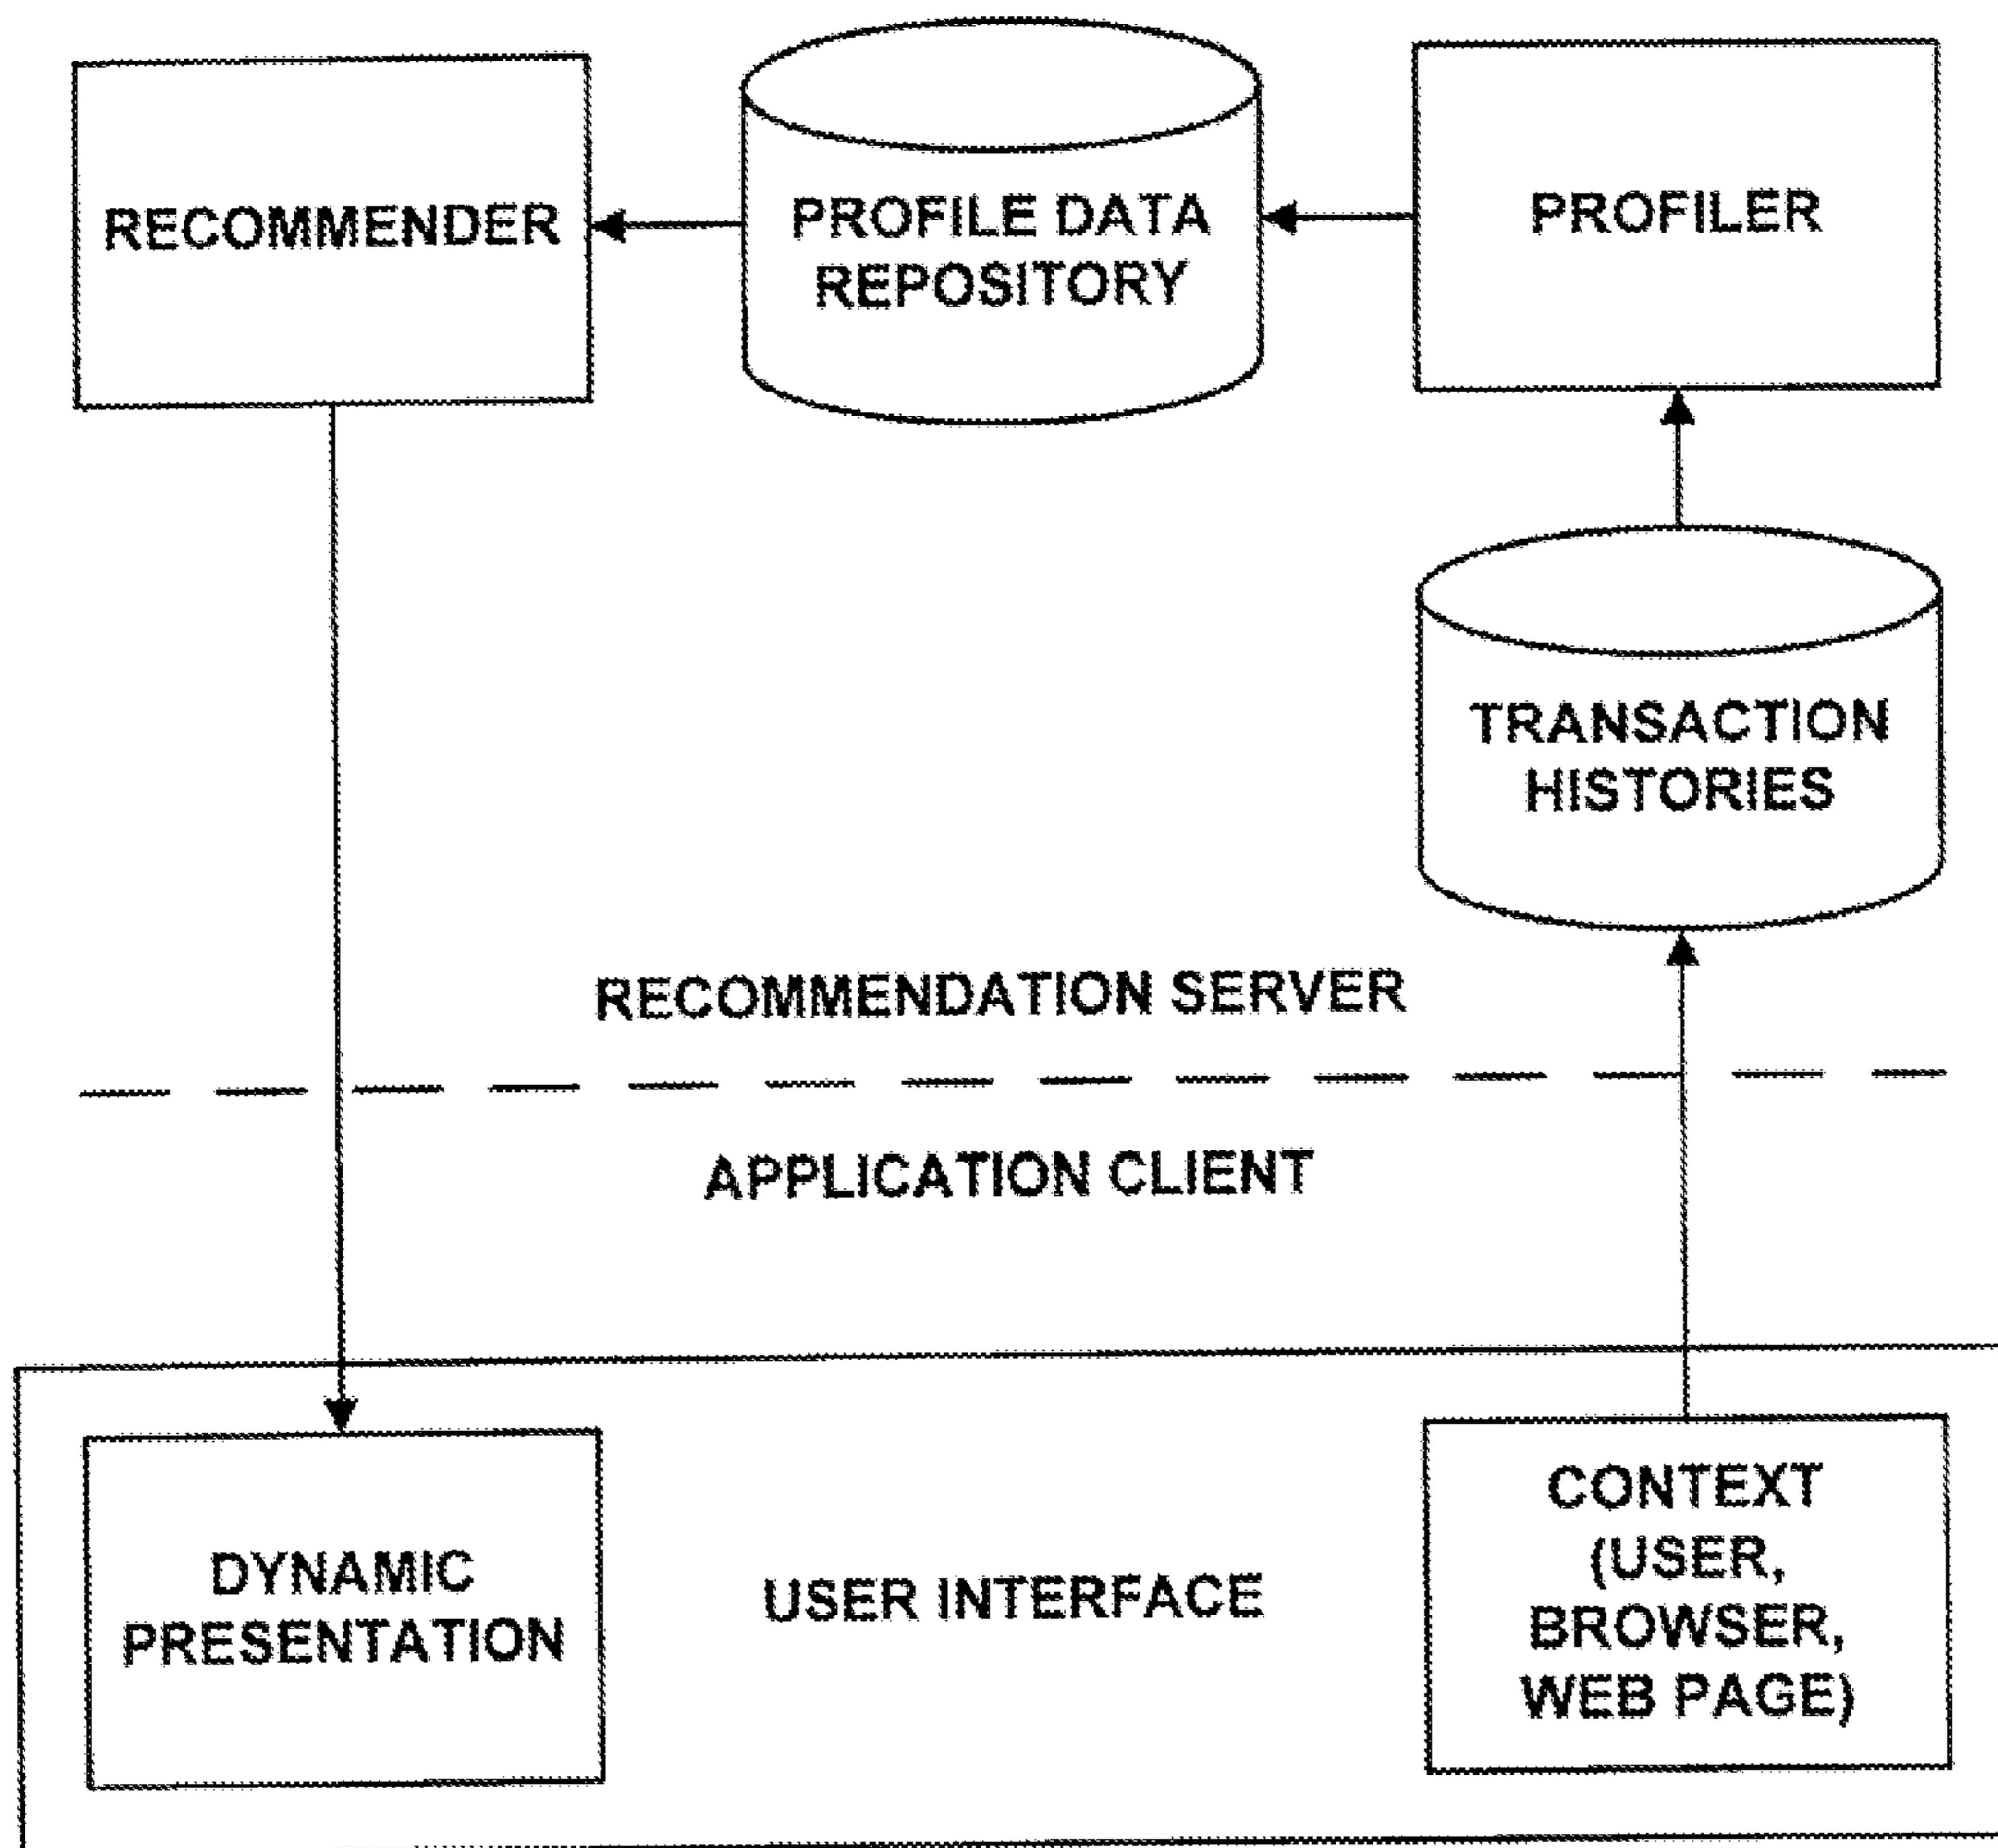 RECOMMENDER
PROFILE DATA
REPOSITORY
PROFILER
TRANSACTION
HISTORIES
RECOMMENDATION SERVER
APPLICATION CLIENT
DYNAMIC
PRESENTATION
USER INTERFACE
CONTEXT
(USER,
BROWSER,
WEB PAGE)